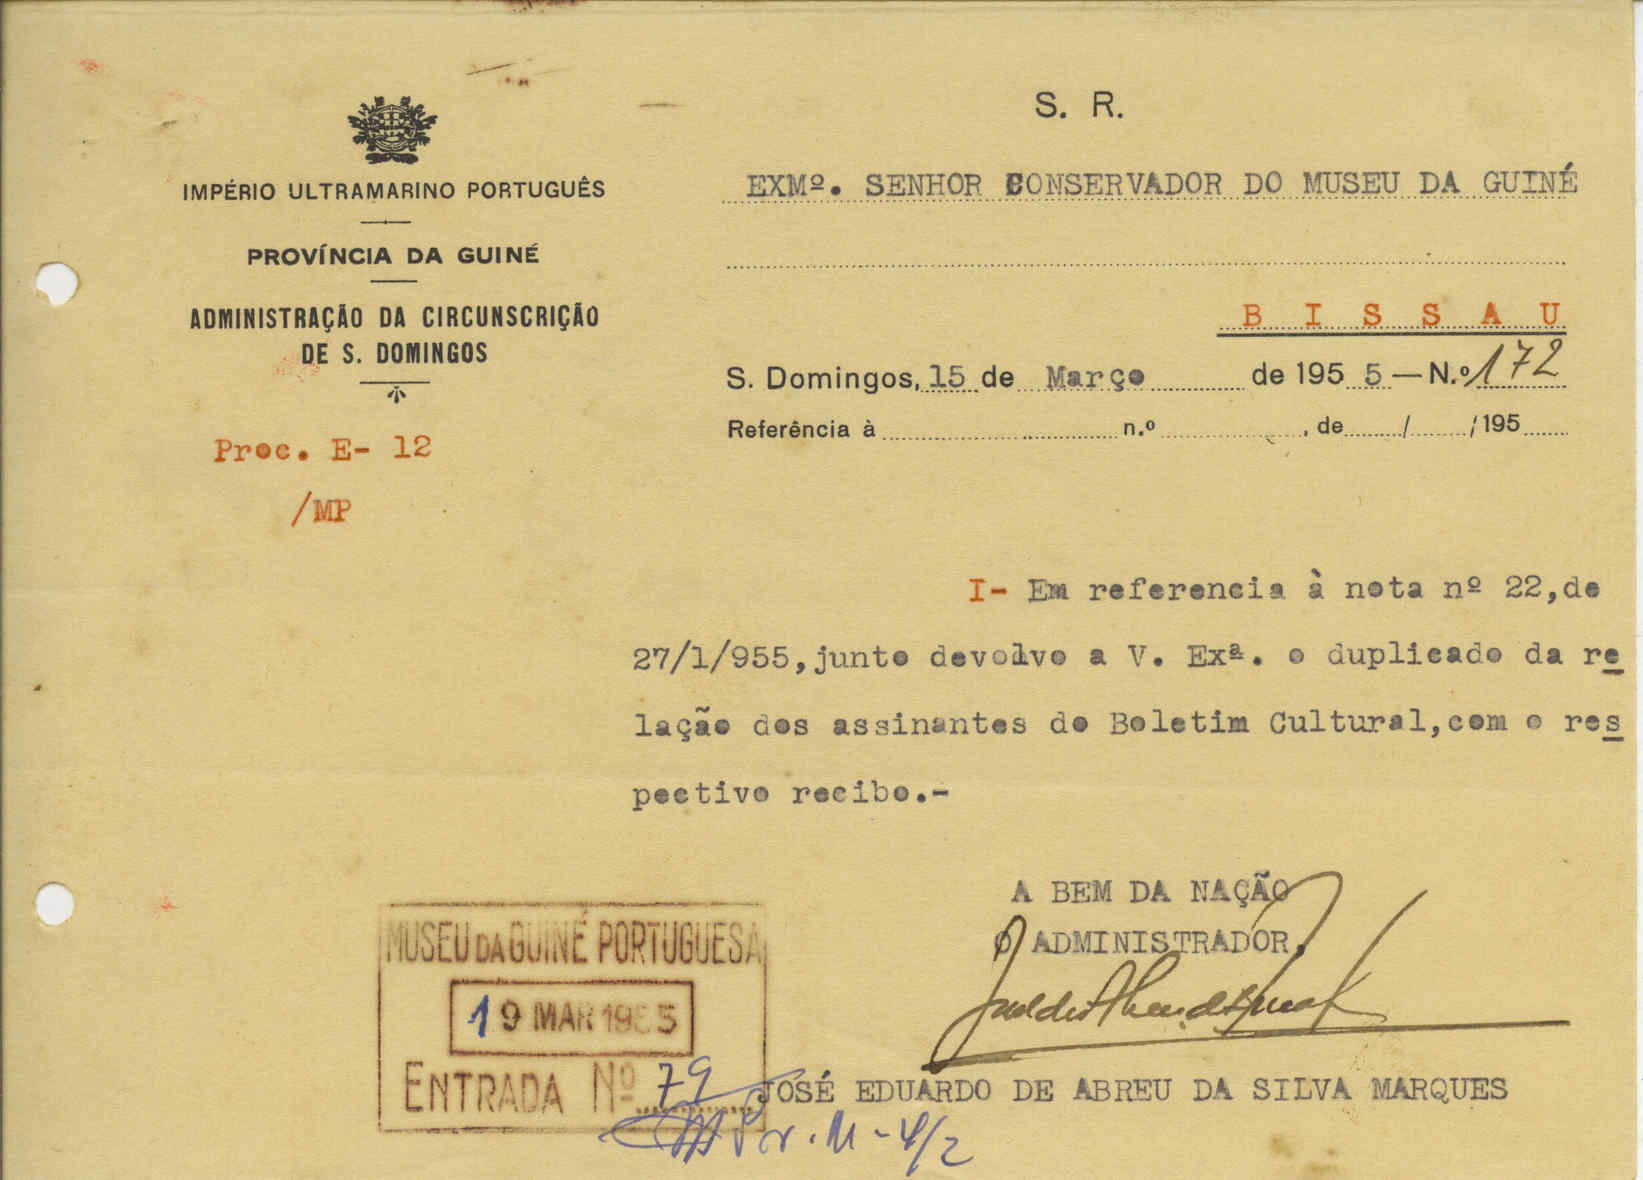 S. R.
IMPÉRIO ULTRAMARINO PORTUGUÊS
PROVÍNCIA DA GUINÉ
ADMINISTRAÇÃO DA CIRCUNSCRIÇÃO
DE S. DOMINGOS
Proc. E- 12
/MP
EXMº. SENHOR CONSERVADOR DO MUSEU DA GUINÉ
B I S S A U
S. Domingos, 15 de Março de 195 5 — N.º 172
Referência à n.º , de / /195
I- Em referencia à nota nº 22,de
27/1/955,junto devolvo a V. Exª. o duplicado da re
lação dos assinantes do Boletim Cultural,com o res
pectivo recibo.-
A BEM DA NAÇÃO
O ADMINISTRADOR,
JOSÉ EDUARDO DE ABREU DA SILVA MARQUES
MUSEU DA GUINÉ PORTUGUESA
19 MAR 1955
ENTRADA Nº 79